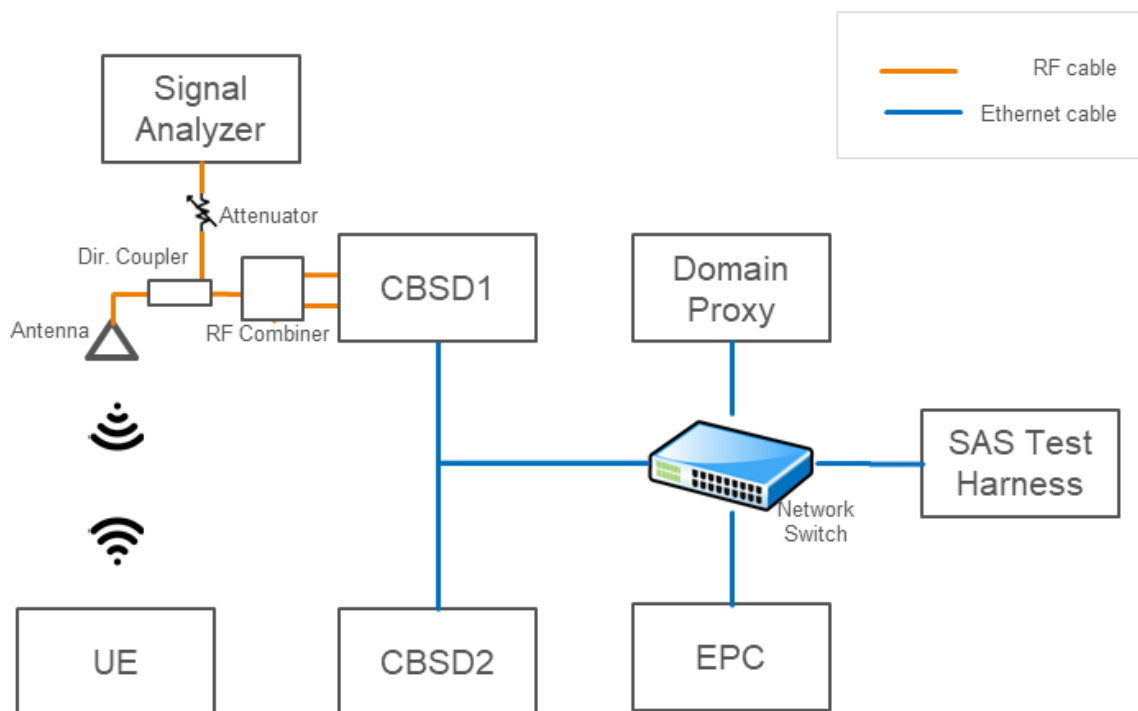 RF cable
Ethernet cable
Signal
Analyzer
Attenuator
Dir. Coupler
Antenna
RF Combiner
CBSD1
Domain
Proxy
SAS Test
Harness
Network
Switch
UE
CBSD2
EPC